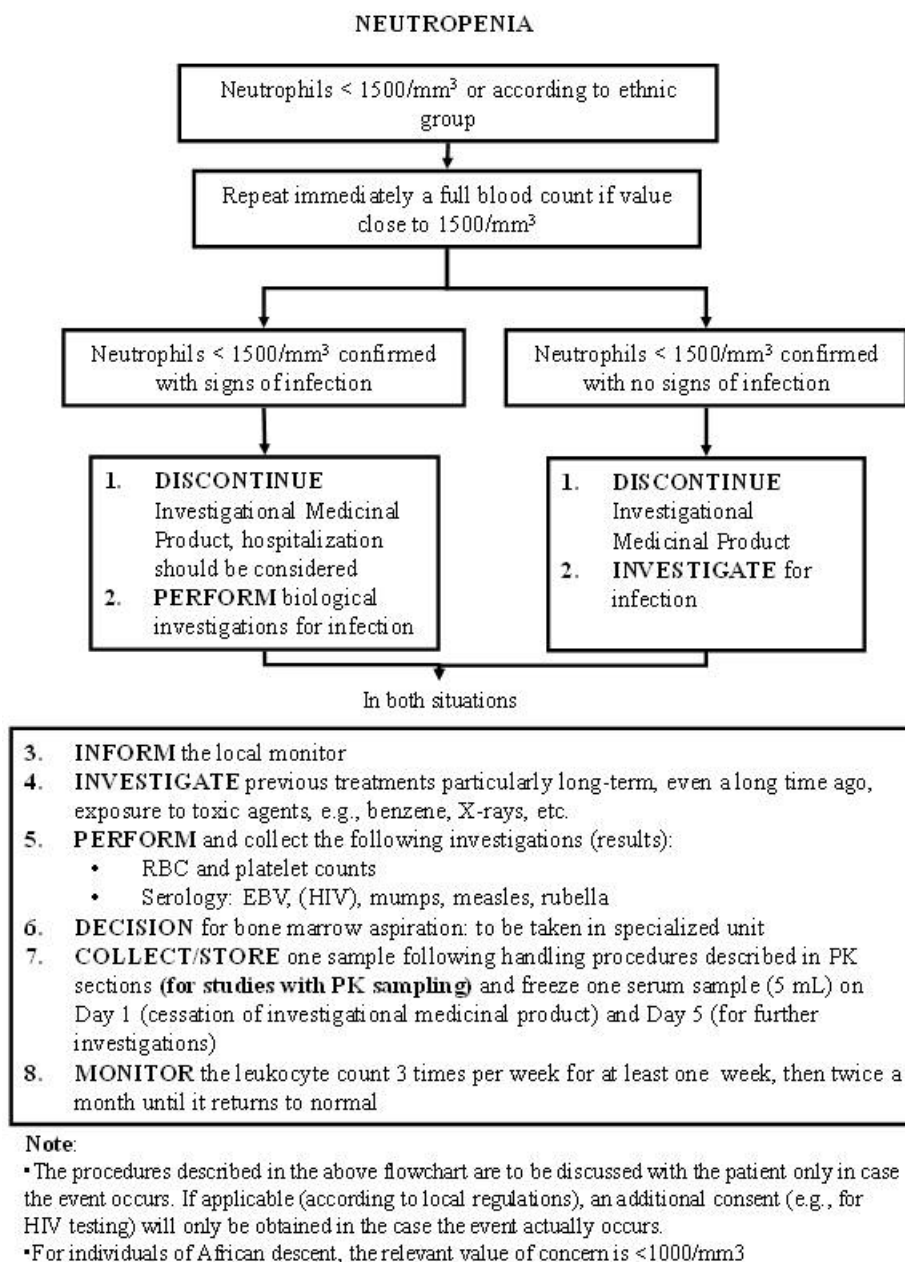 NEUTROPENIA
Neutrophils < 1500/mm³ or according to ethnic
group
Repeat immediately a full blood count if value
close to 1500/mm³
Neutrophils < 1500/mm³ confirmed
with signs of infection
Neutrophils < 1500/mm³ confirmed
with no signs of infection
1. DISCONTINUE
Investigational Medicinal
Product, hospitalization
should be considered
2. PERFORM biological
investigations for infection
1. DISCONTINUE
Investigational
Medicinal Product
2. INVESTIGATE for
infection
In both situations
3. INFORM the local monitor
4. INVESTIGATE previous treatments particularly long-term, even a long time ago,
exposure to toxic agents, e.g., benzene, X-rays, etc.
5. PERFORM and collect the following investigations (results):
• RBC and platelet counts
• Serology: EBV, (HIV), mumps, measles, rubella
6. DECISION for bone marrow aspiration: to be taken in specialized unit
7. COLLECT/STORE one sample following handling procedures described in PK
sections (for studies with PK sampling) and freeze one serum sample (5 mL) on
Day 1 (cessation of investigational medicinal product) and Day 5 (for further
investigations)
8. MONITOR the leukocyte count 3 times per week for at least one week, then twice a
month until it returns to normal
Note:
▪The procedures described in the above flowchart are to be discussed with the patient only in case
the event occurs. If applicable (according to local regulations), an additional consent (e.g., for
HIV testing) will only be obtained in the case the event actually occurs.
▪For individuals of African descent, the relevant value of concern is <1000/mm3